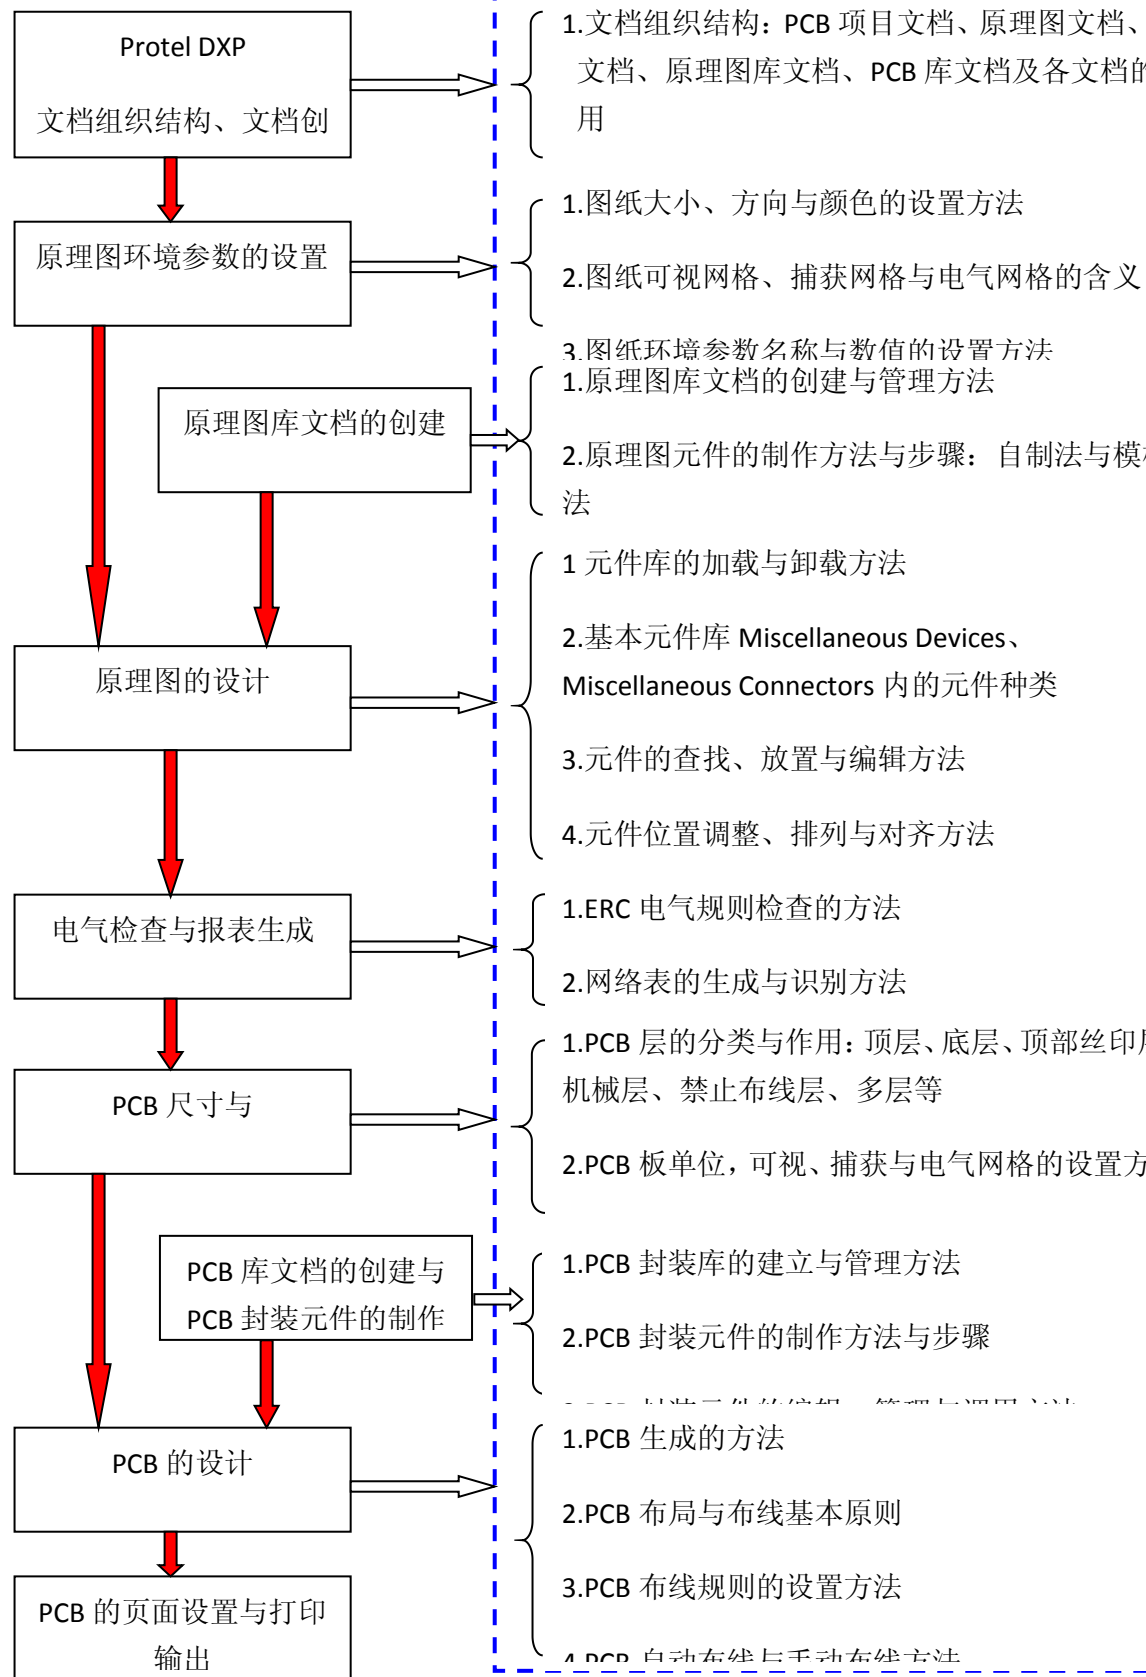 Protel DXP
文档组织结构、文档创
1.文档组织结构：PCB 项目文档、原理图文档、
文档、原理图库文档、PCB 库文档及各文档的
用
原理图环境参数的设置
1.图纸大小、方向与颜色的设置方法
2.图纸可视网格、捕获网格与电气网格的含义
3.图纸环境参数名称与数值的设置方法
原理图库文档的创建
1.原理图库文档的创建与管理方法
2.原理图元件的制作方法与步骤：自制法与模
法
原理图的设计
1 元件库的加载与卸载方法
2.基本元件库 Miscellaneous Devices、
Miscellaneous Connectors 内的元件种类
3.元件的查找、放置与编辑方法
4.元件位置调整、排列与对齐方法
电气检查与报表生成
1.ERC 电气规则检查的方法
2.网络表的生成与识别方法
PCB 尺寸与
1.PCB 层的分类与作用：顶层、底层、顶部丝印
机械层、禁止布线层、多层等
2.PCB 板单位，可视、捕获与电气网格的设置方
PCB 库文档的创建与
PCB 封装元件的制作
1.PCB 封装库的建立与管理方法
2.PCB 封装元件的制作方法与步骤
PCB 的设计
1.PCB 生成的方法
2.PCB 布局与布线基本原则
3.PCB 布线规则的设置方法
4.PCB 自动布线与手动布线方法
PCB 的页面设置与打印
输出